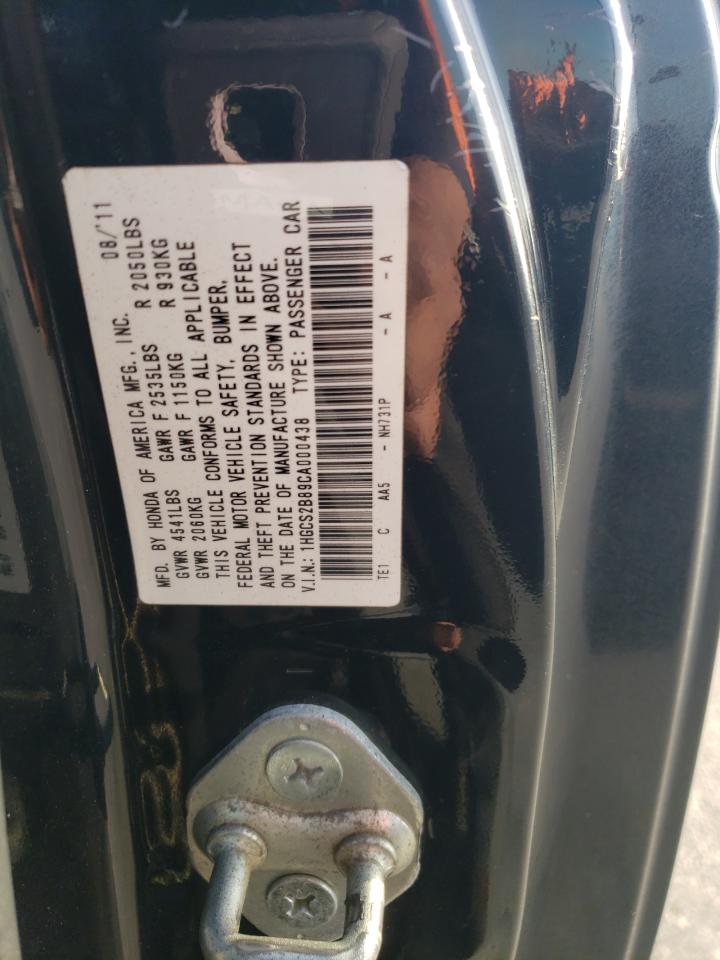 MFD. BY HONDA OF AMERICA MFG., INC. 08/'11
GVWR 4541LBS GAWR F 2535LBS R 2050LBS
GVWR 2060KG GAWR F 1150KG R 930KG
THIS VEHICLE CONFORMS TO ALL APPLICABLE
FEDERAL MOTOR VEHICLE SAFETY, BUMPER,
AND THEFT PREVENTION STANDARDS IN EFFECT
ON THE DATE OF MANUFACTURE SHOWN ABOVE.
V.I.N.: 1HGCS2B89CA000438 TYPE: PASSENGER CAR
TE1 C AA5 - NH731P - A - A